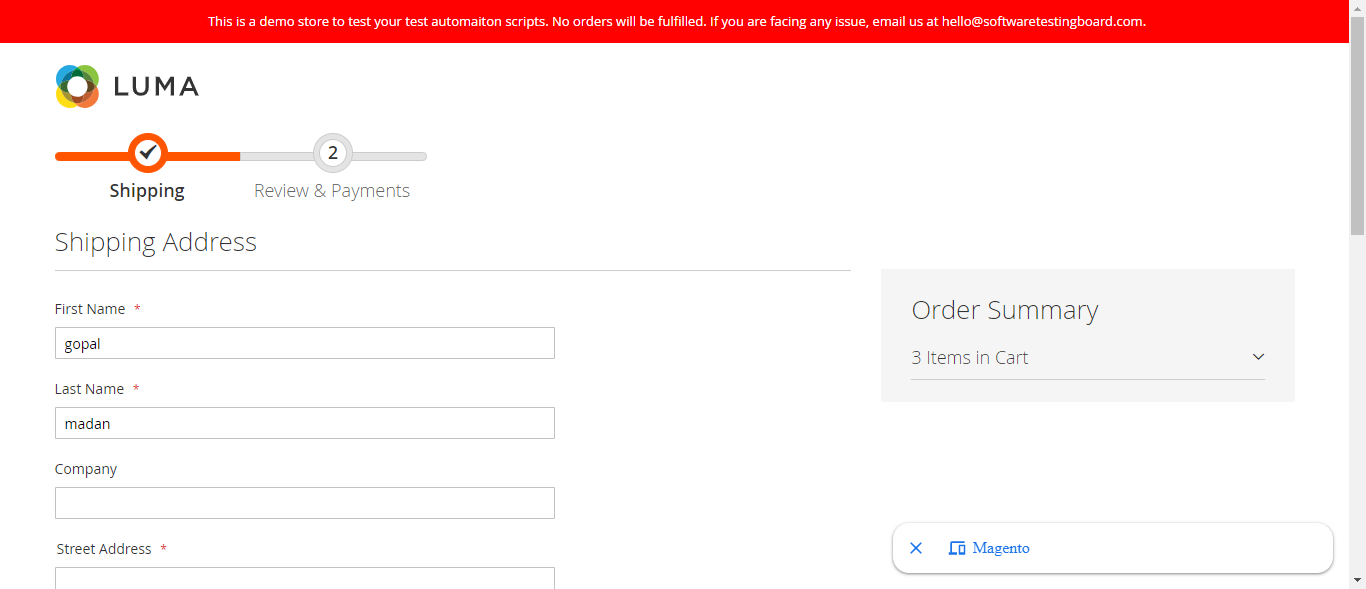 This is a demo store to test your test automaiton scripts. No orders will be fulfilled. If you are facing any issue, email us at hello@softwaretestingboard.com.
LUMA
2
Shipping
Review & Payments
Shipping Address
First Name *
gopal
Last Name *
madan
Company
Street Address *
Order Summary
3 Items in Cart
Magento